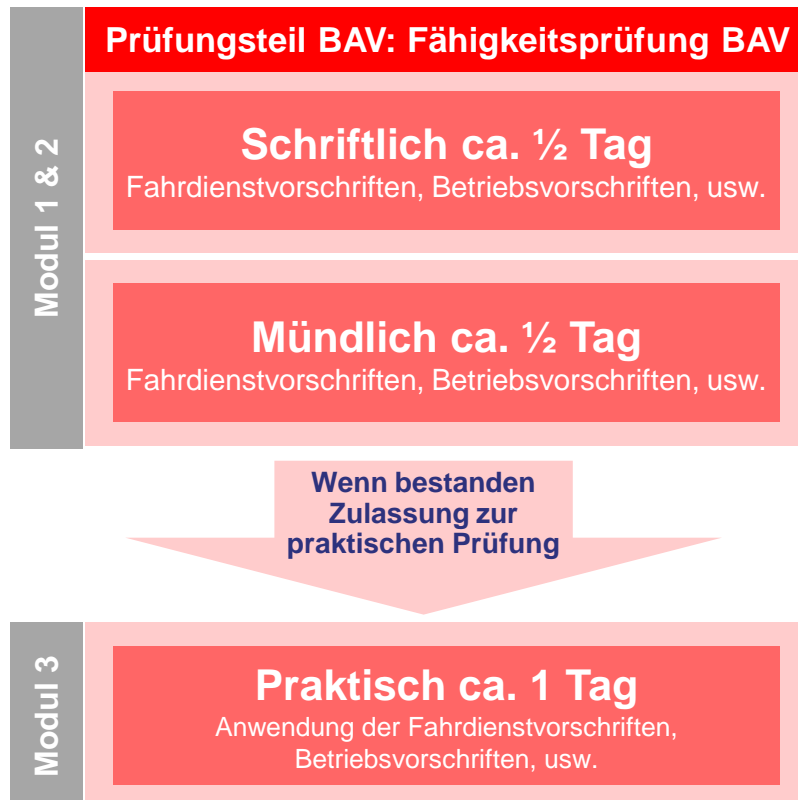 Prüfungsteil BAV: Fähigkeitsprüfung BAV
Modul 1 & 2
Schriftlich ca. ½ Tag
Fahrdienstvorschriften, Betriebsvorschriften, usw.
Mündlich ca. ½ Tag
Fahrdienstvorschriften, Betriebsvorschriften, usw.
Wenn bestanden
Zulassung zur
praktischen Prüfung
Modul 3
Praktisch ca. 1 Tag
Anwendung der Fahrdienstvorschriften,
Betriebsvorschriften, usw.